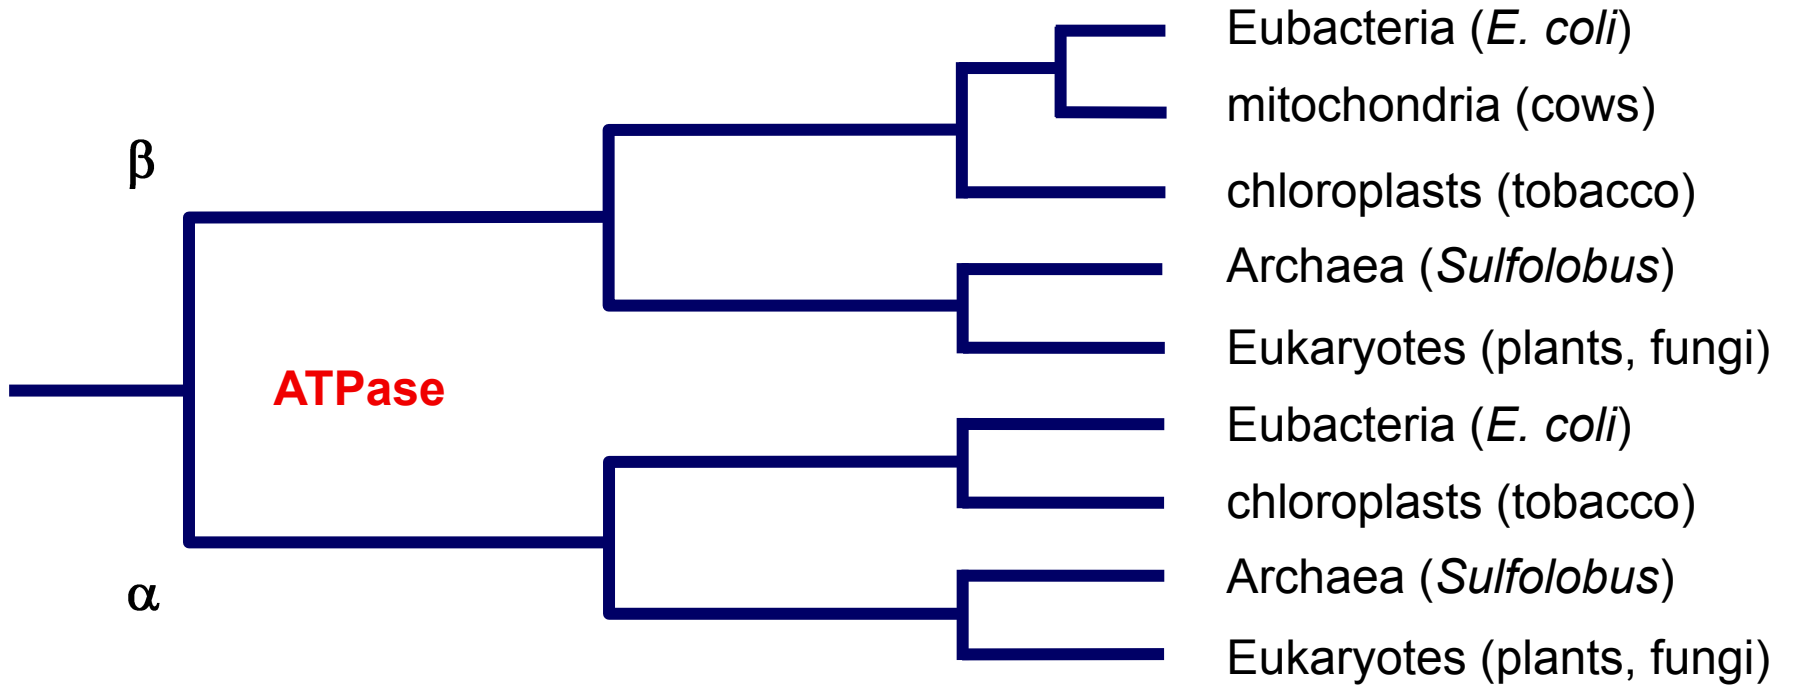 Eubacteria (E. coli)
mitochondria (cows)
β
chloroplasts (tobacco)
Archaea (Sulfolobus)
Eukaryotes (plants, fungi)
ATPase
Eubacteria (E. coli)
chloroplasts (tobacco)
α
Archaea (Sulfolobus)
Eukaryotes (plants, fungi)